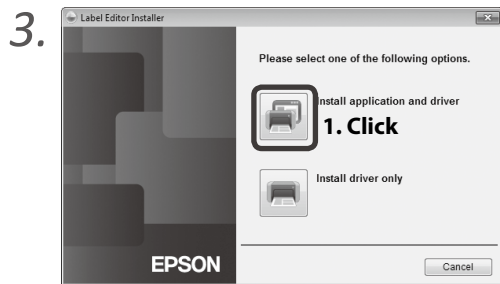 3.
Label Editor Installer
Please select one of the following options.
Install application and driver
1. Click
Install driver only
EPSON
Cancel